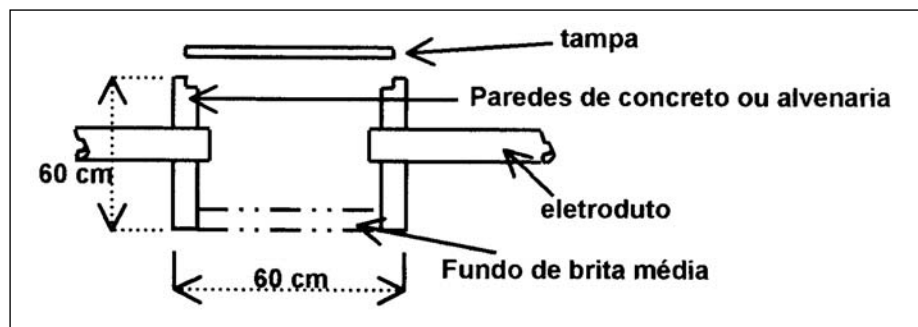 tampa
Paredes de concreto ou alvenaria
60 cm
eletroduto
Fundo de brita média
60 cm